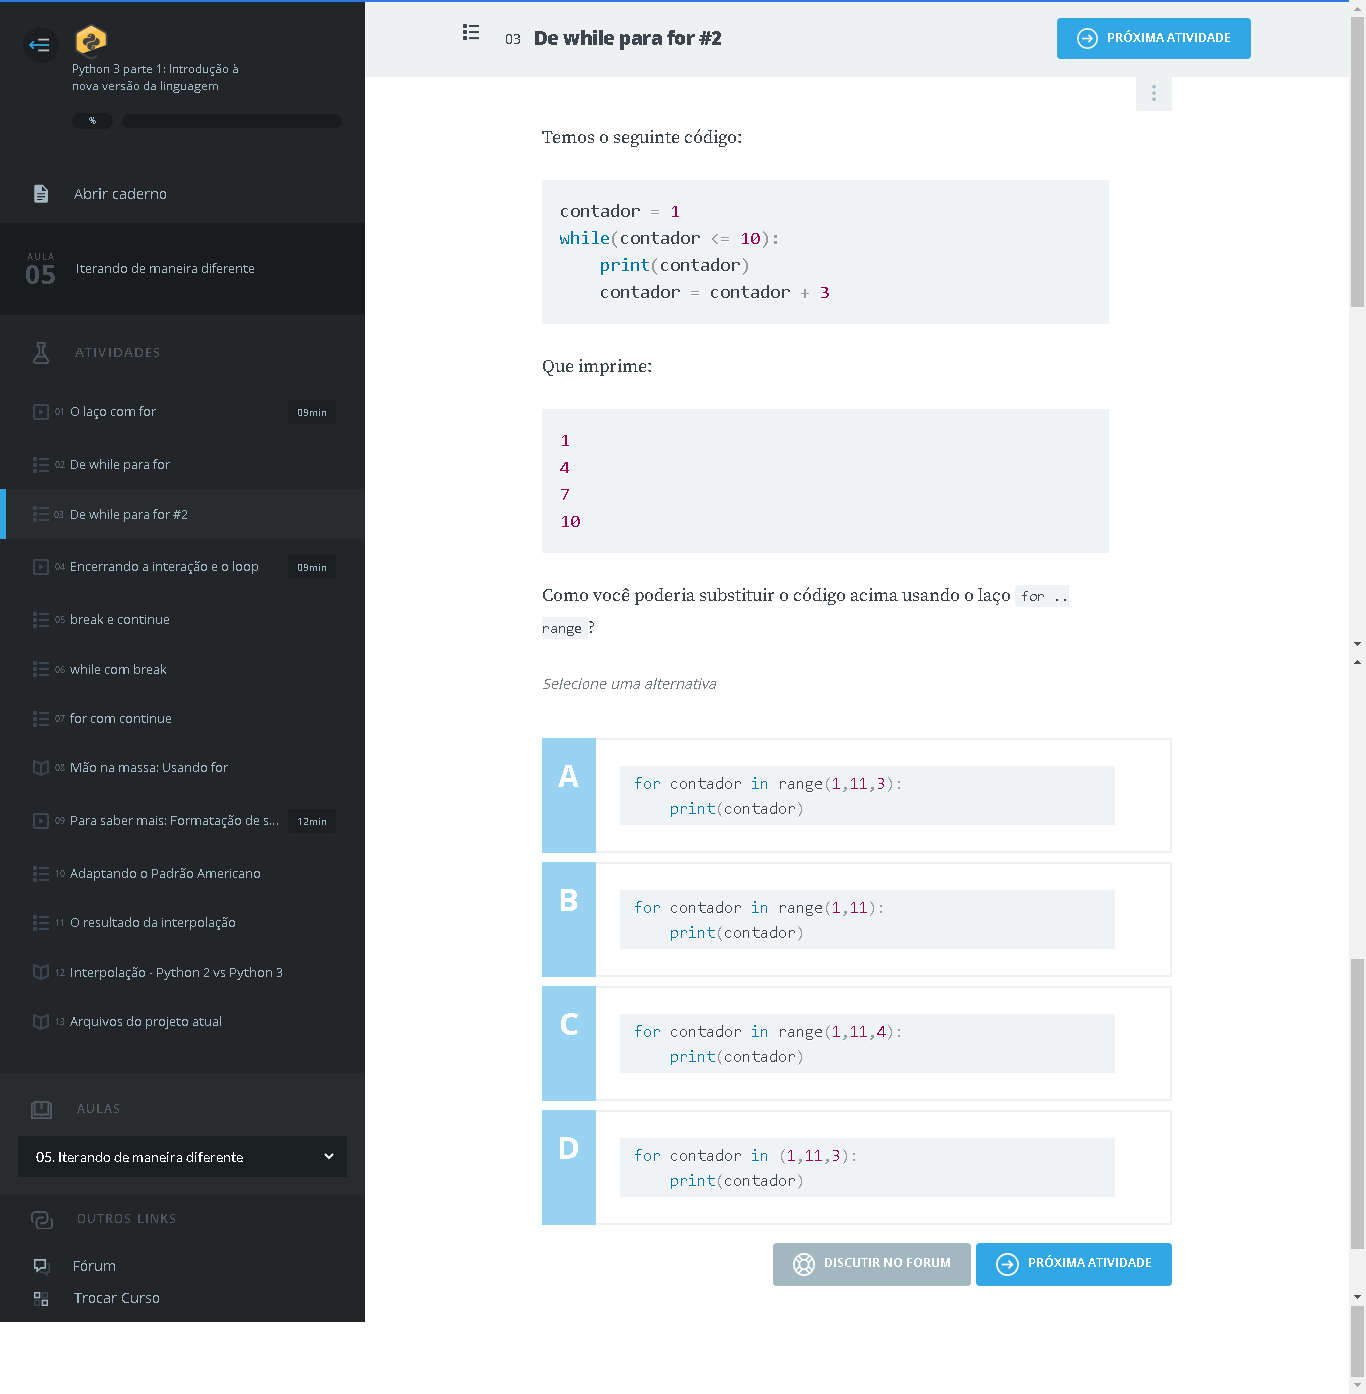 Python 3 parte 1: Introdução à
nova versão da linguagem
%
Abrir caderno
AULA
05
Iterando de maneira diferente
ATIVIDADES
01 O laço com for 09min
02 De while para for
03 De while para for #2
04 Encerrando a interação e o loop 09min
05 break e continue
06 while com break
07 for com continue
08 Mão na massa: Usando for
09 Para saber mais: Formatação de s... 12min
10 Adaptando o Padrão Americano
11 O resultado da interpolação
12 Interpolação - Python 2 vs Python 3
13 Arquivos do projeto atual
AULAS
05. Iterando de maneira diferente
OUTROS LINKS
Fórum
Trocar Curso
03 De while para for #2
PRÓXIMA ATIVIDADE
Temos o seguinte código:
contador = 1
while(contador <= 10):
    print(contador)
    contador = contador + 3
Que imprime:
1
4
7
10
Como você poderia substituir o código acima usando o laço for ..
range ?
Selecione uma alternativa
A
for contador in range(1,11,3):
    print(contador)
B
for contador in range(1,11):
    print(contador)
C
for contador in range(1,11,4):
    print(contador)
D
for contador in (1,11,3):
    print(contador)
DISCUTIR NO FORUM
PRÓXIMA ATIVIDADE